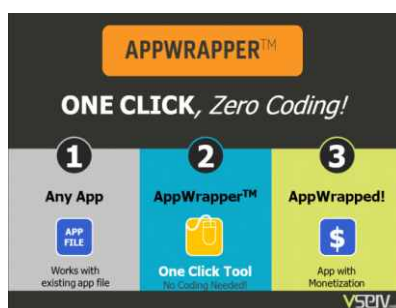 APPWRAPPER™
ONE CLICK, Zero Coding!
1
2
3
Any App
AppWrapper™
AppWrapped!
APP
FILE
$
Works with
existing app file
One Click Tool
No Coding Needed!
App with
Monetization